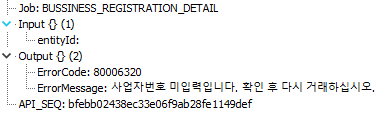 Job: BUSSINESS_REGISTRATION_DETAIL
Input {} (1)
entityId:
Output {} (2)
ErrorCode: 80006320
ErrorMessage: 사업자번호 미입력입니다. 확인 후 다시 거래하십시오.
API_SEQ: bfebb02438ec33e06f9ab28fe1149def